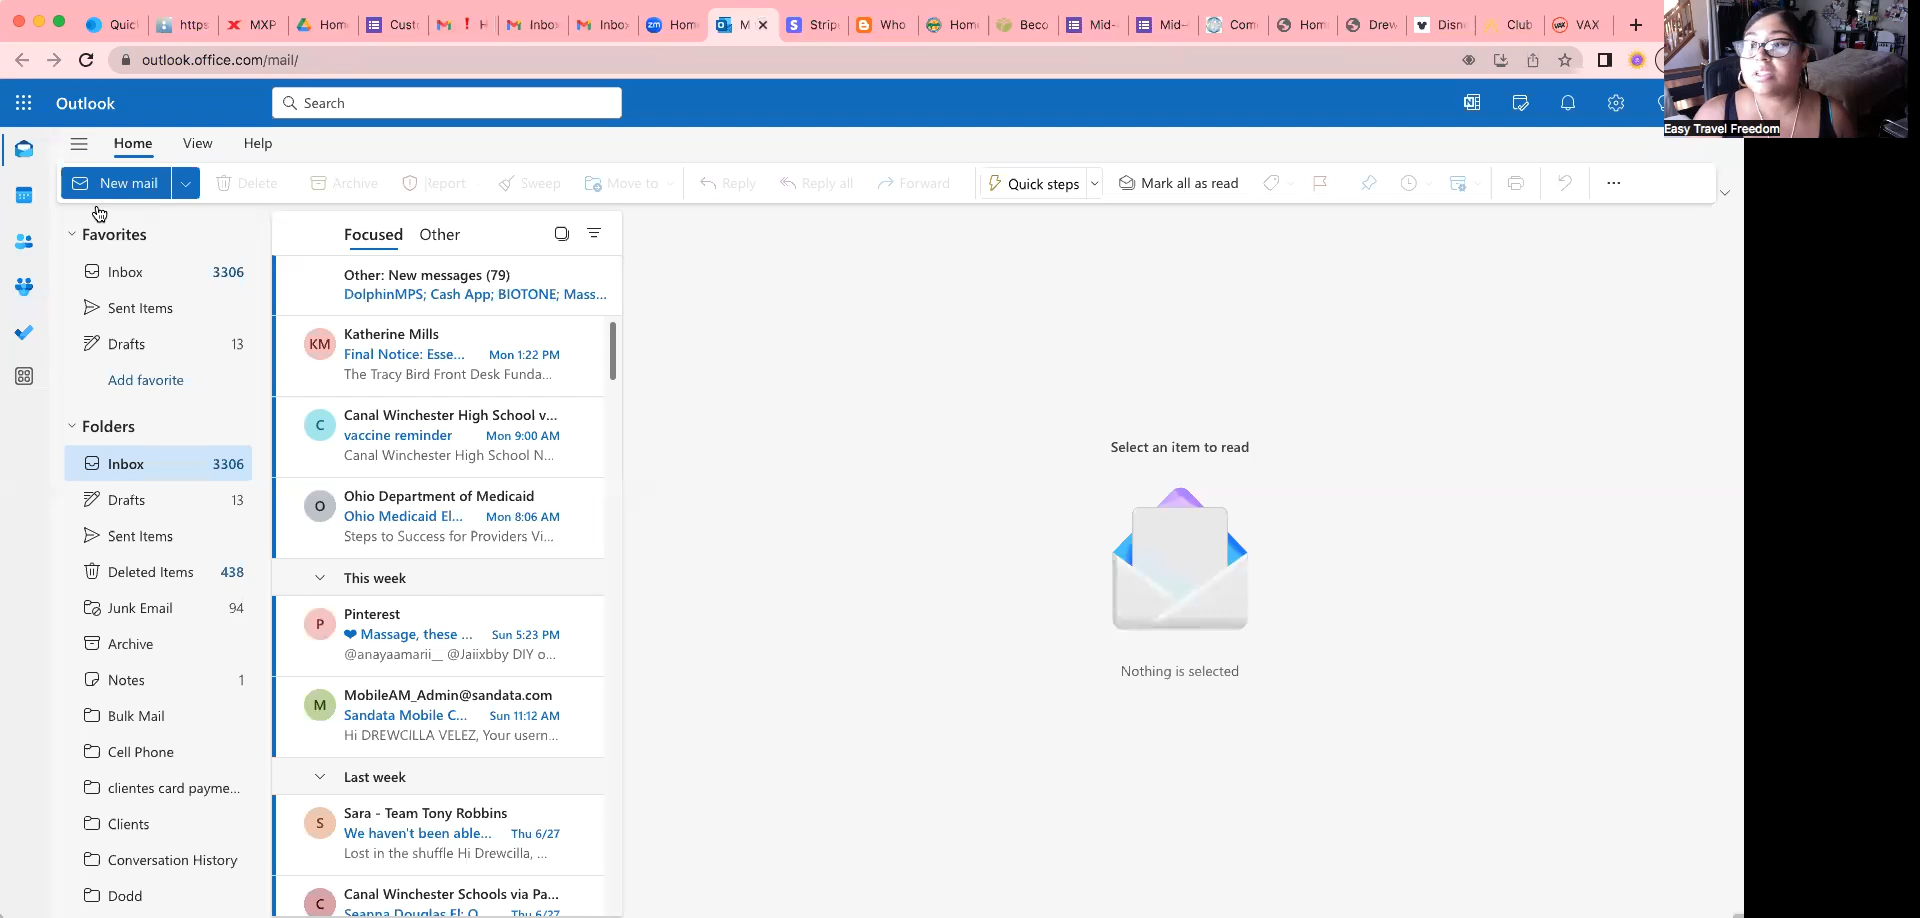 Quic
https
MXP
Hom
Cust
! H
Inbo
Inbo
Hom
M
Strip
Who
Hom
Beco
Mid-
Mid-
Com
Hom
Drew
Disn
Club
VAX
outlook.office.com/mail/
Outlook
Search
Easy Travel Freedom
Home
View
Help
New mail
Delete
Archive
Report
Sweep
Move to
Reply
Reply all
Forward
Quick steps
Mark all as read
Favorites
Inbox 3306
Sent Items
Drafts 13
Add favorite
Folders
Inbox 3306
Drafts 13
Sent Items
Deleted Items 438
Junk Email 94
Archive
Notes 1
Bulk Mail
Cell Phone
clientes card payme...
Clients
Conversation History
Dodd
Focused Other
Other: New messages (79)
DolphinMPS; Cash App; BIOTONE; Mass...
KM
Katherine Mills
Final Notice: Esse... Mon 1:22 PM
The Tracy Bird Front Desk Funda...
C
Canal Winchester High School v...
vaccine reminder Mon 9:00 AM
Canal Winchester High School N...
O
Ohio Department of Medicaid
Ohio Medicaid El... Mon 8:06 AM
Steps to Success for Providers Vi...
This week
P
Pinterest
❤ Massage, these ... Sun 5:23 PM
@anayaamarii__ @Jaiixbby DIY o...
M
MobileAM_Admin@sandata.com
Sandata Mobile C... Sun 11:12 AM
Hi DREWCILLA VELEZ, Your usern...
Last week
S
Sara - Team Tony Robbins
We haven't been able... Thu 6/27
Lost in the shuffle Hi Drewcilla, ...
C
Canal Winchester Schools via Pa...
Seanna Douglas El: O Thu 6/27
Select an item to read
Nothing is selected